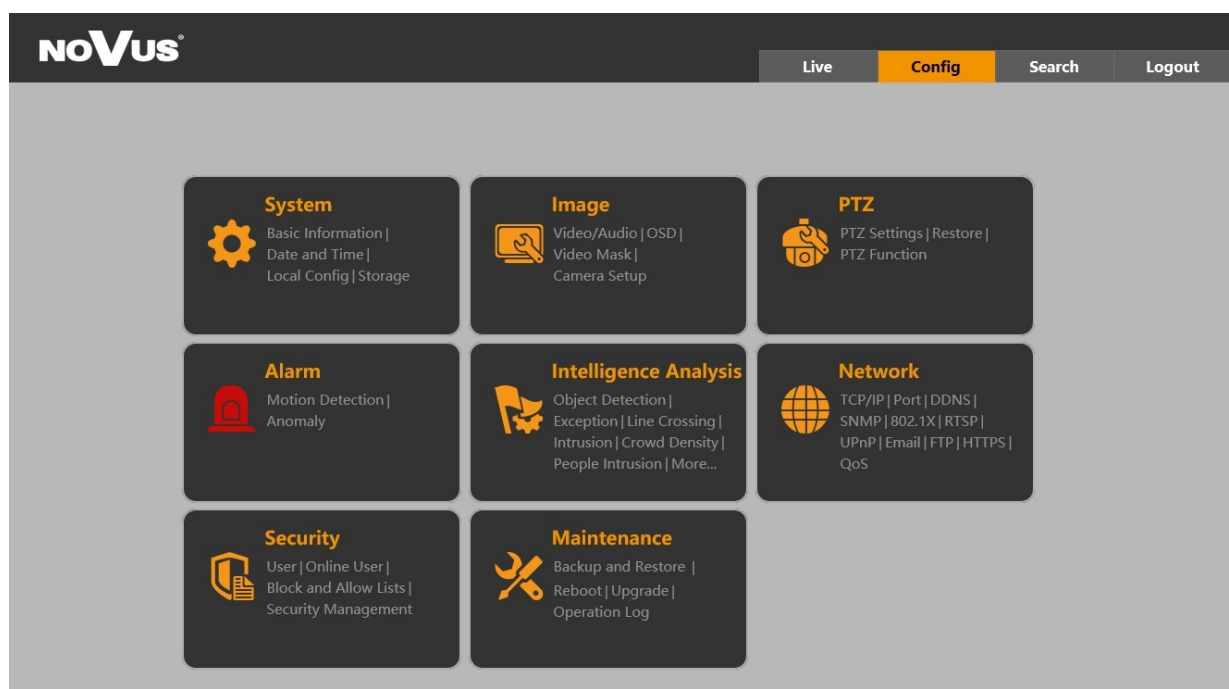 NOVUS®
Live Config Search Logout
System
Basic Information |
Date and Time |
Local Config | Storage
Image
Video/Audio | OSD |
Video Mask |
Camera Setup
PTZ
PTZ Settings | Restore |
PTZ Function
Alarm
Motion Detection |
Anomaly
Intelligence Analysis
Object Detection |
Exception | Line Crossing |
Intrusion | Crowd Density |
People Intrusion | More...
Network
TCP/IP | Port | DDNS |
SNMP | 802.1X | RTSP |
UPnP | Email | FTP | HTTPS |
QoS
Security
User | Online User |
Block and Allow Lists |
Security Management
Maintenance
Backup and Restore |
Reboot | Upgrade |
Operation Log